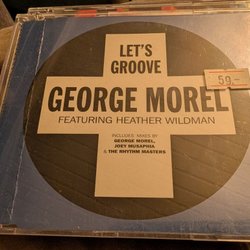 LET'S GROOVE
GEORGE MOREL
FEATURING HEATHER WILDMAN
INCLUDES MIXES BY
GEORGE MOREL,
JOEY MUSAPHIA
& THE RHYTHM MASTERS
59,-